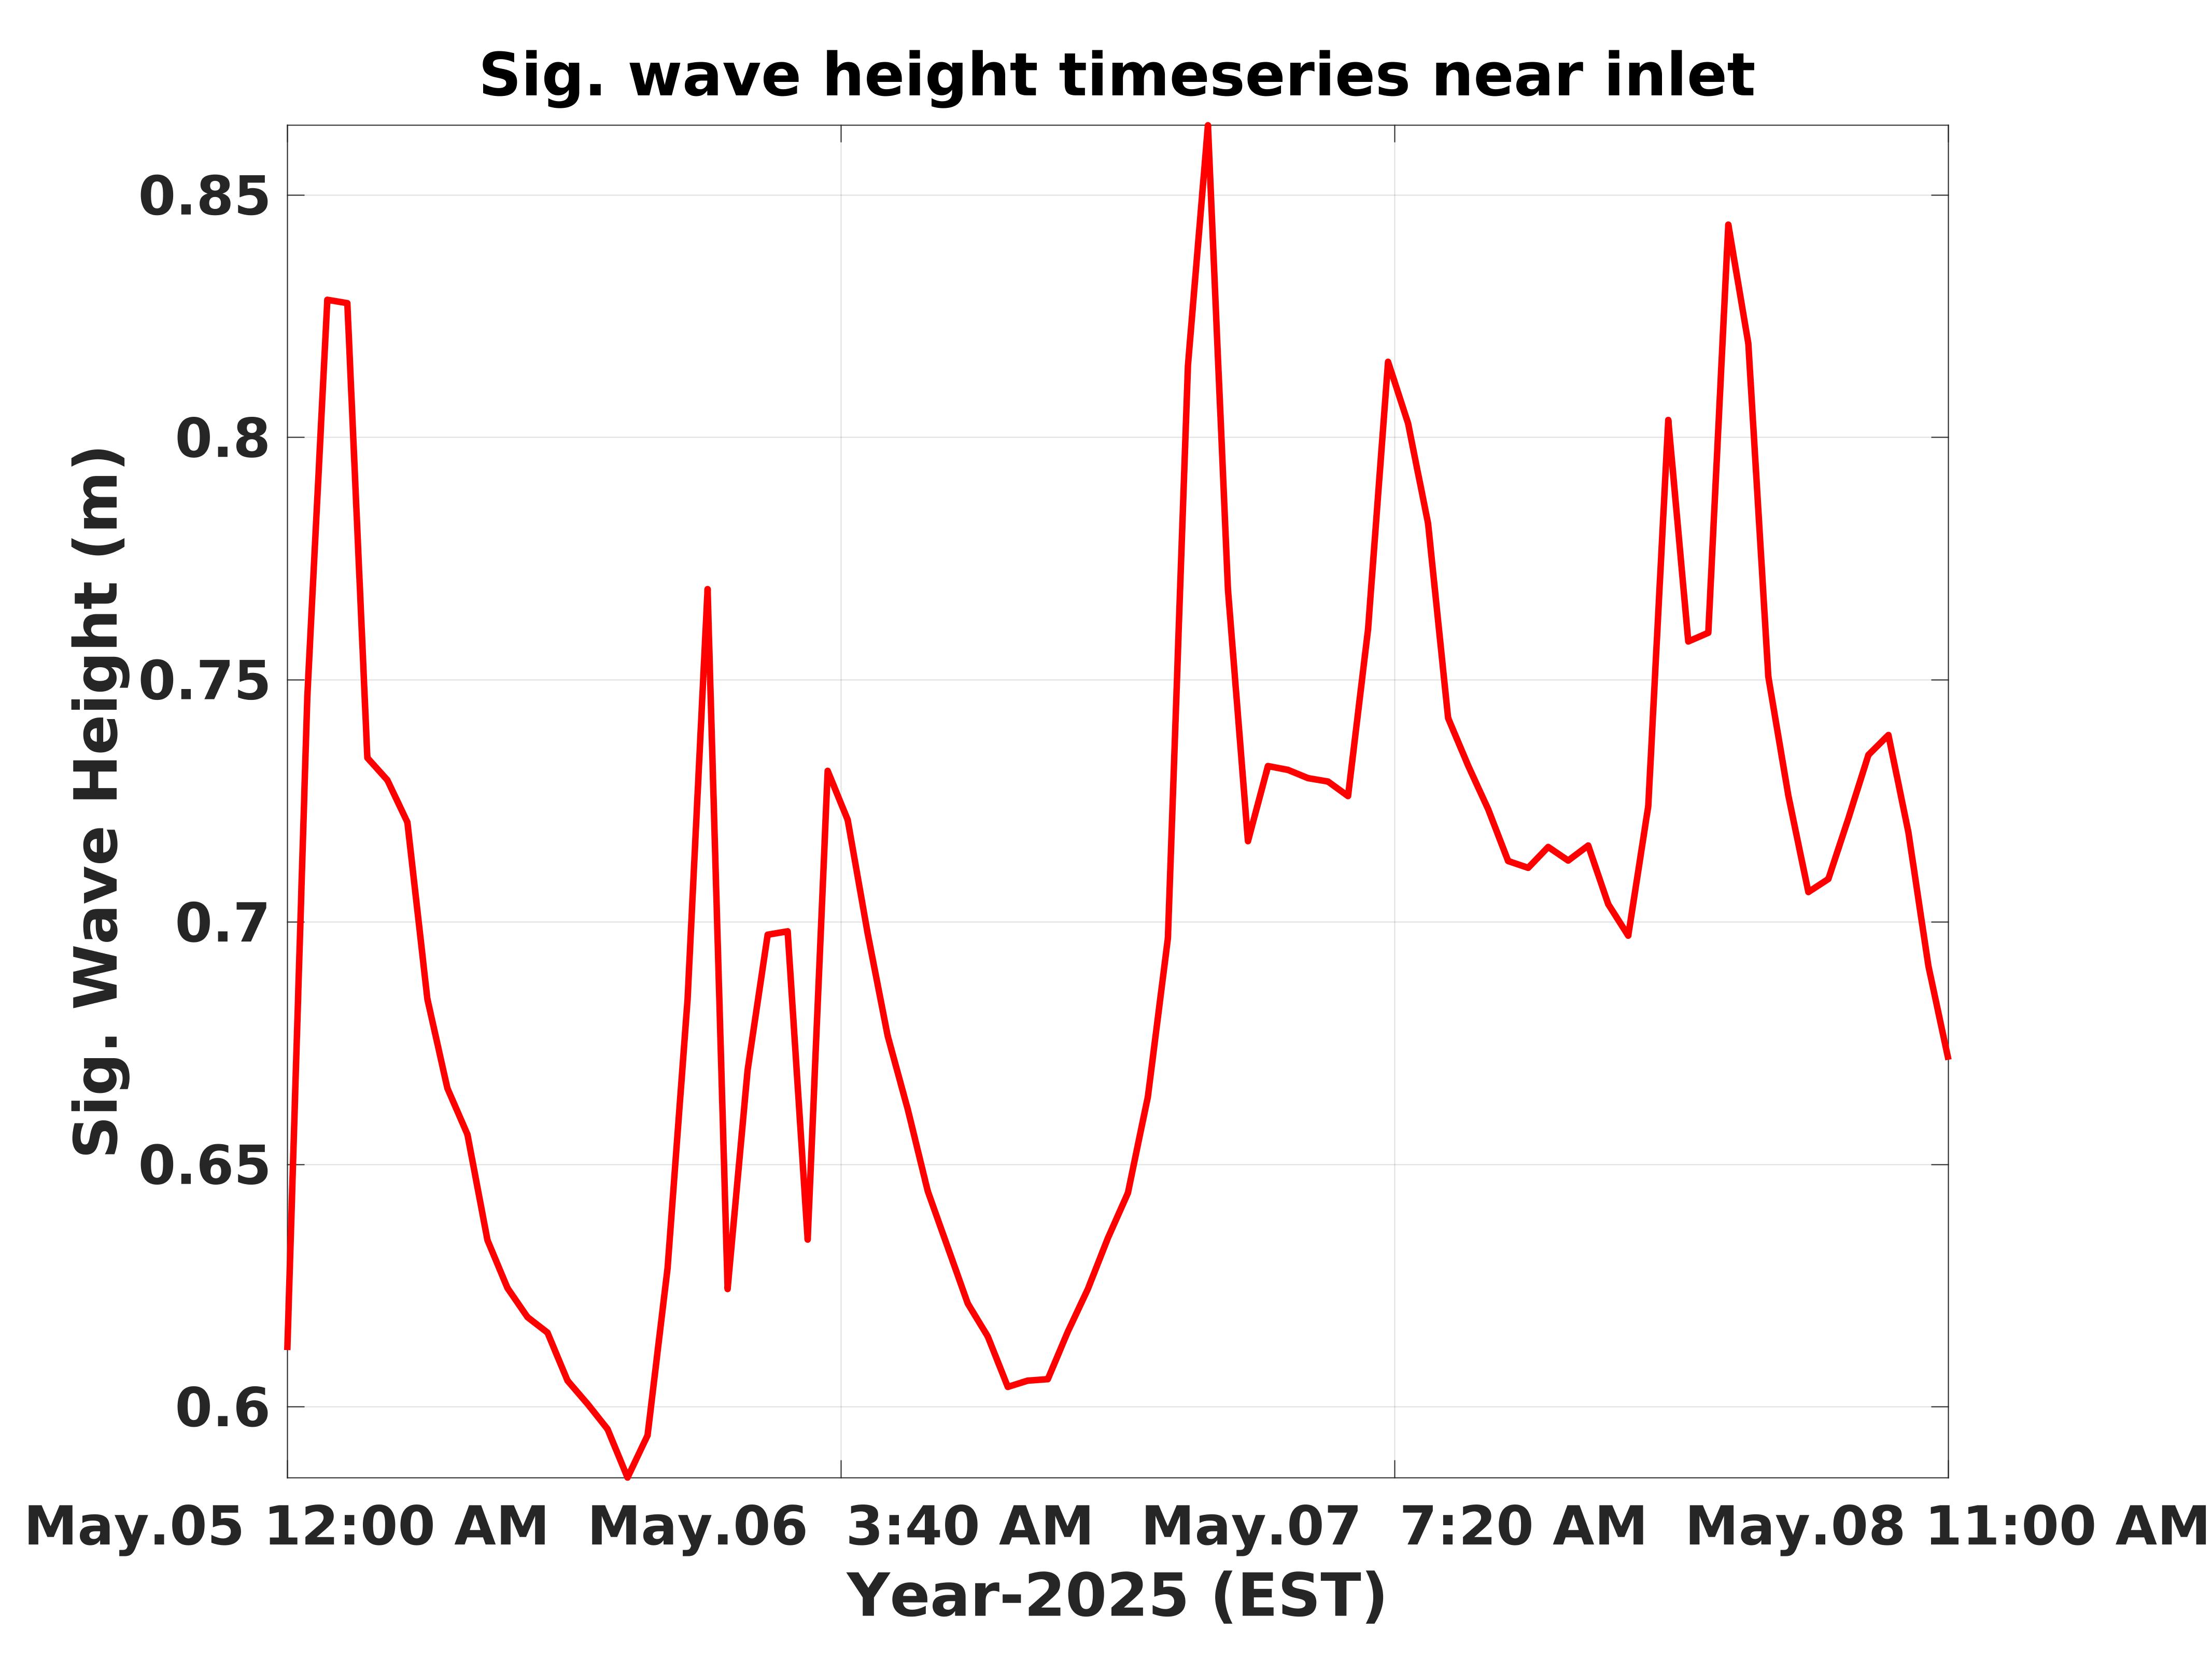 Sig. wave height timeseries near inlet
Sig. Wave Height (m)
0.85
0.8
0.75
0.7
0.65
0.6
May.05 12:00 AM May.06 3:40 AM May.07 7:20 AM May.08 11:00 AM
Year-2025 (EST)